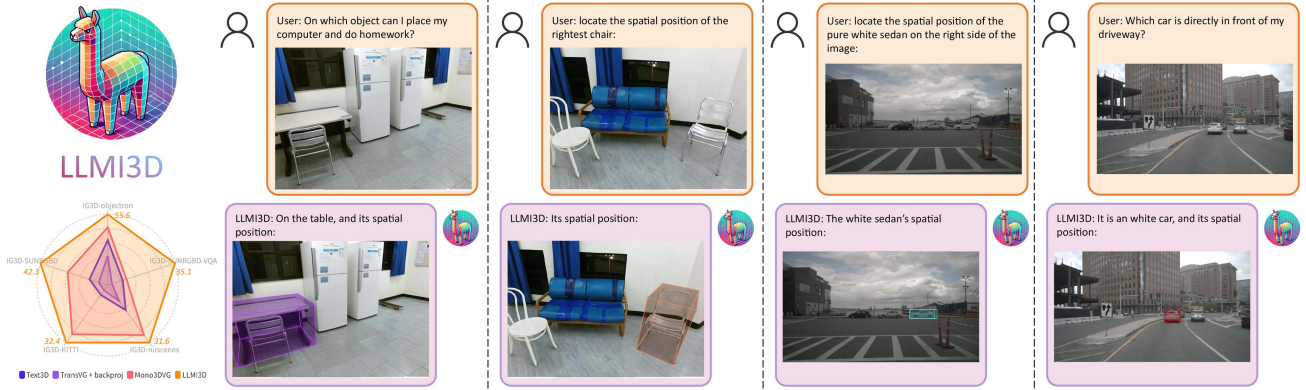 LLMI3D
IG3D-objectron
55.6
IG3D-SUNRGBD
42.3
IG3D-SUNRGBD-VQA
35.1
32.4
IG3D-KITTI
31.6
IG3D-nuscenes
Text3D
TransVG + backproj
Mono3DVG
LLMI3D
User: On which object can I place my
computer and do homework?
LLMI3D: On the table, and its spatial
position:
User: locate the spatial position of the
rightest chair:
LLMI3D: Its spatial position:
User: locate the spatial position of the
pure white sedan on the right side of the
image:
LLMI3D: The white sedan's spatial
position:
User: Which car is directly in front of my
driveway?
LLMI3D: It is an white car, and its spatial
position: